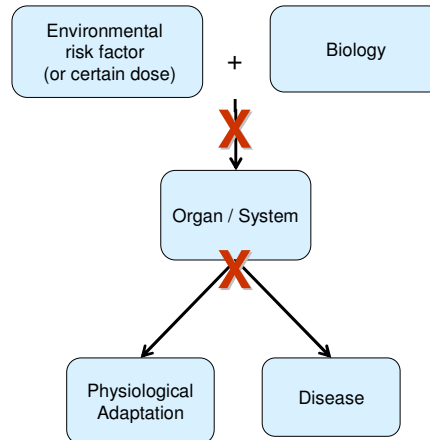 Environmental
risk factor
(or certain dose)
+
Biology
X
Organ / System
X
Physiological
Adaptation
Disease